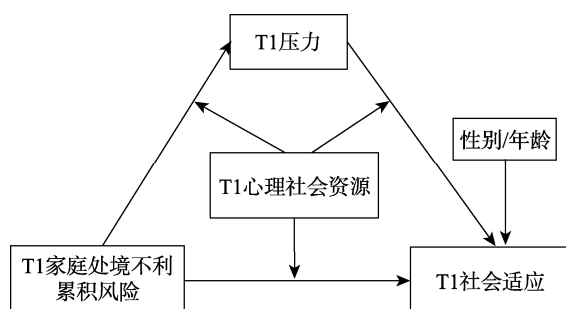 T1压力
性别/年龄
T1心理社会资源
T1家庭处境不利
累积风险
T1社会适应